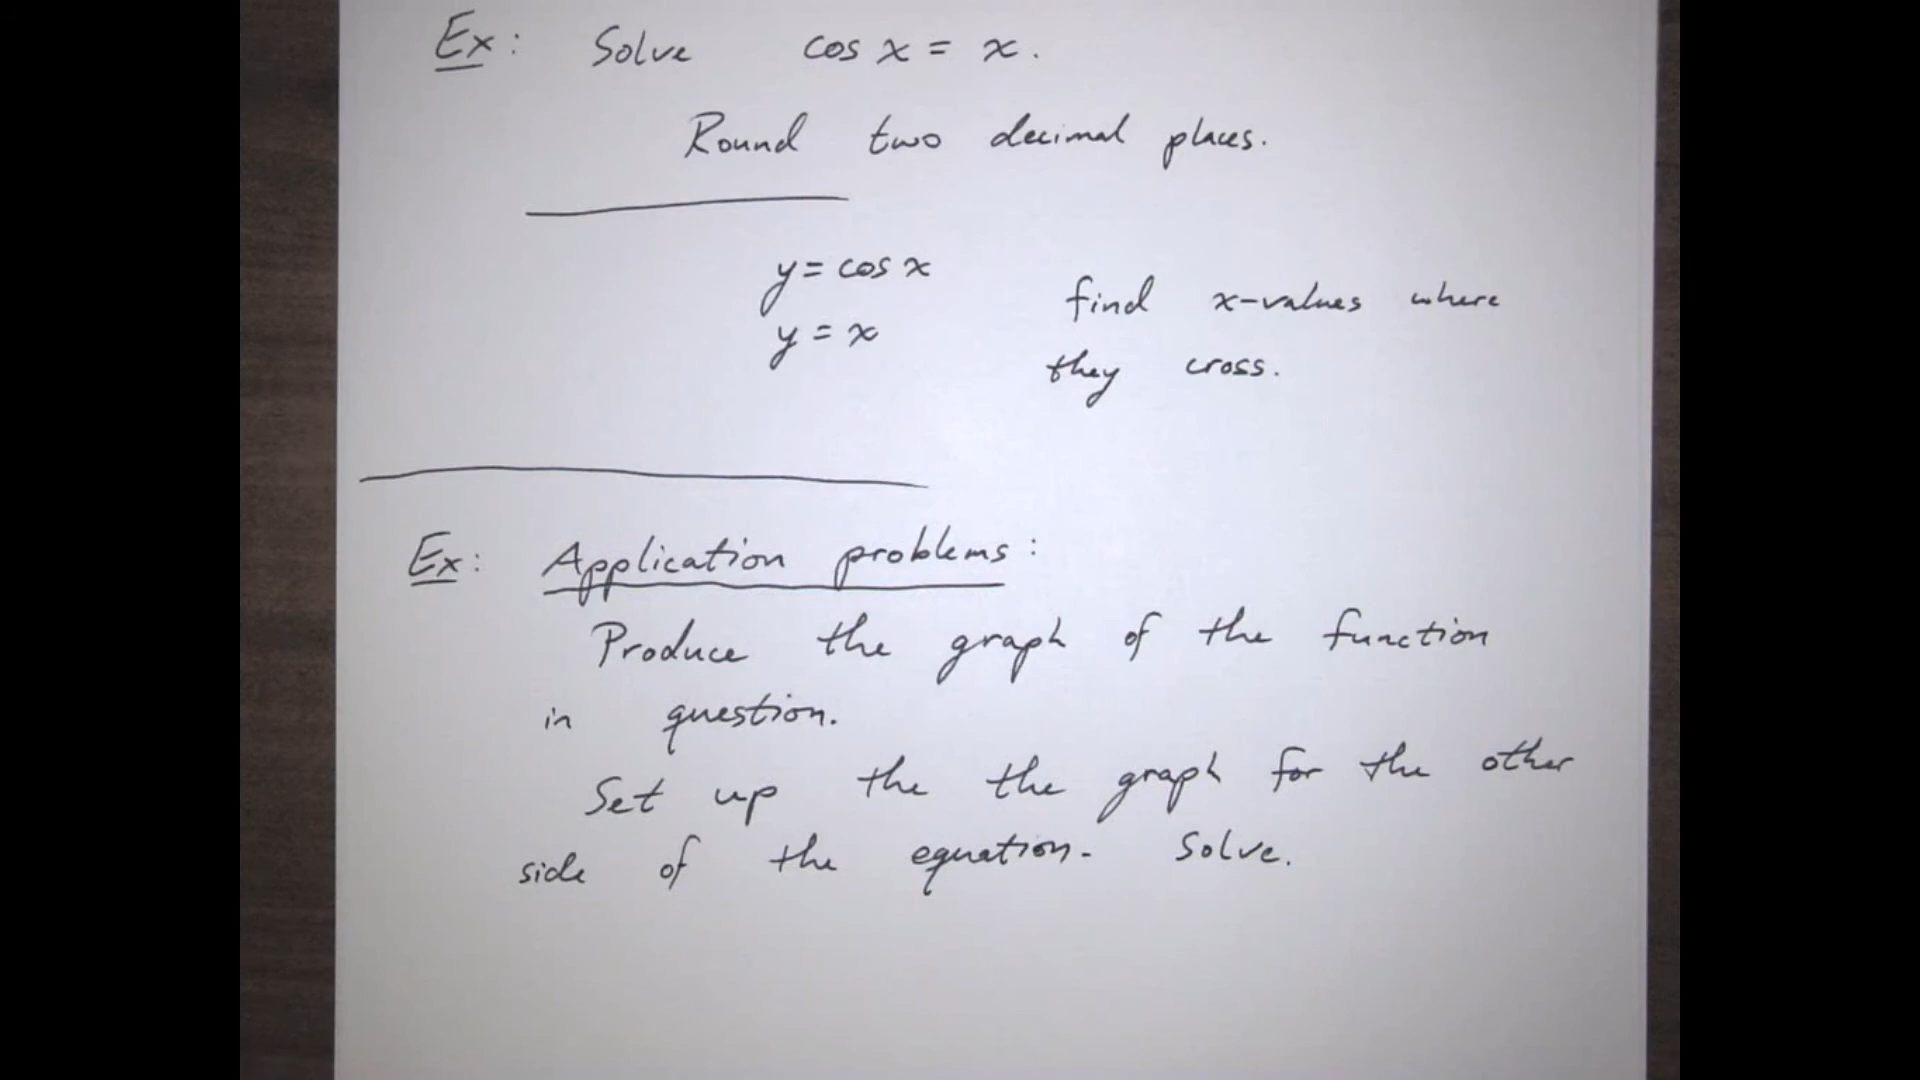 Ex: Solve cos x = x.
Round two decimal places.
y = cos x
y = x
find x-values where
they cross.
Ex: Application problems:
Produce the graph of the function
in question.
Set up the the graph for the other
side of the equation. Solve.